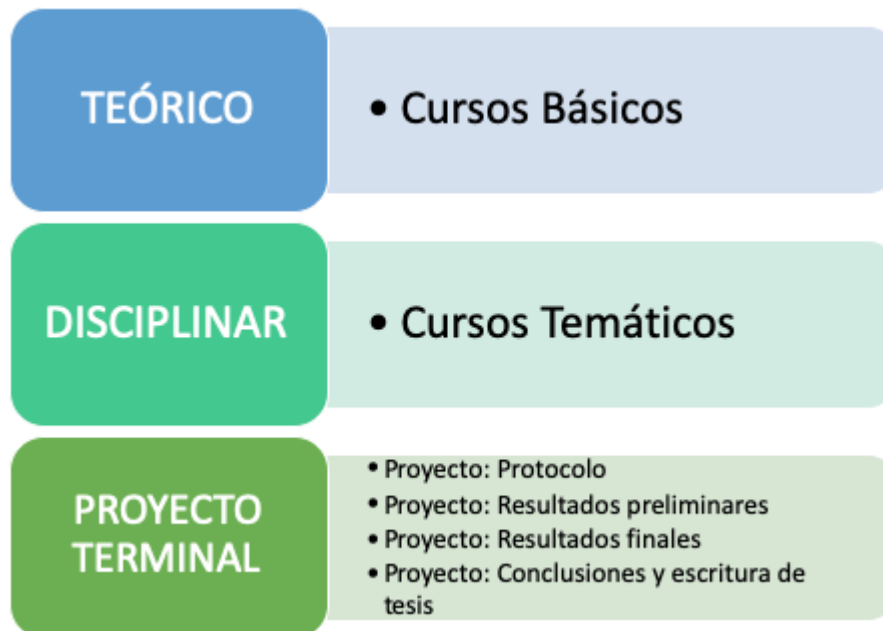 TEÓRICO
• Cursos Básicos
DISCIPLINAR
• Cursos Temáticos
PROYECTO
TERMINAL
• Proyecto: Protocolo
• Proyecto: Resultados preliminares
• Proyecto: Resultados finales
• Proyecto: Conclusiones y escritura de
tesis